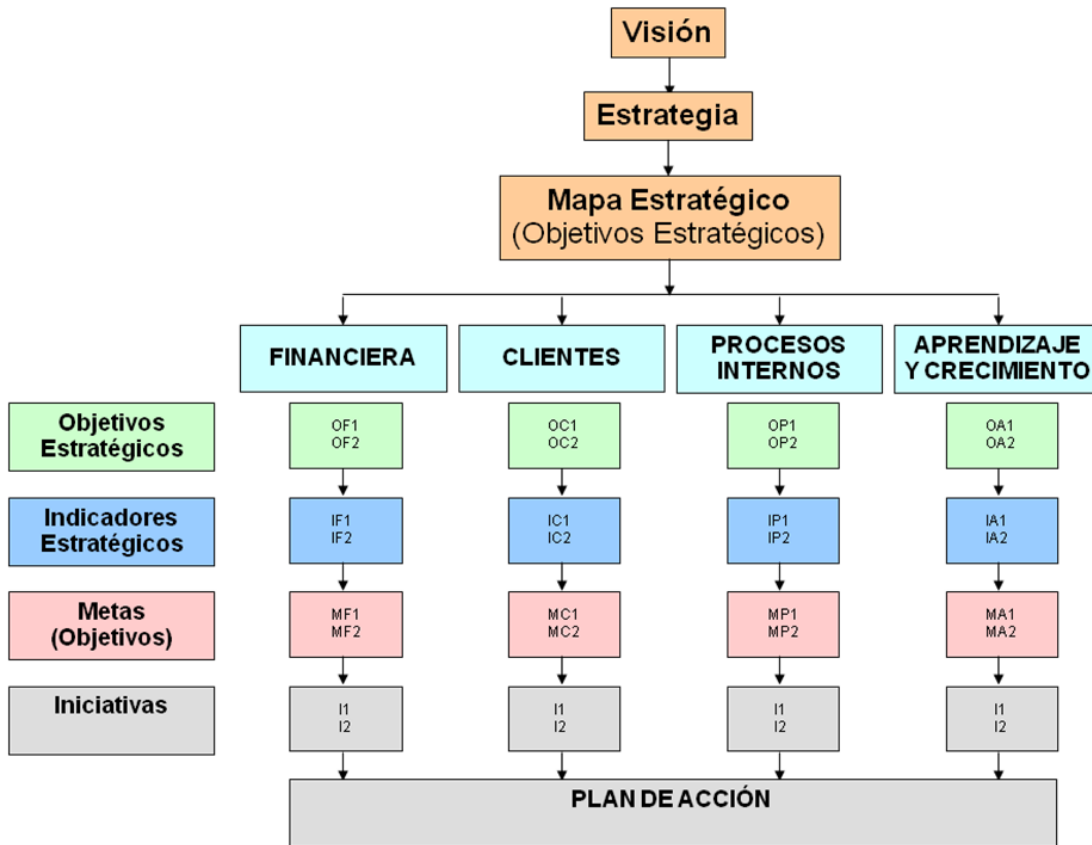 Visión
Estrategia
Mapa Estratégico
(Objetivos Estratégicos)
FINANCIERA
CLIENTES
PROCESOS
INTERNOS
APRENDIZAJE
Y CRECIMIENTO
Objetivos
Estratégicos
OF1
OF2
OC1
OC2
OP1
OP2
OA1
OA2
Indicadores
Estratégicos
IF1
IF2
IC1
IC2
IP1
IP2
IA1
IA2
Metas
(Objetivos)
MF1
MF2
MC1
MC2
MP1
MP2
MA1
MA2
Iniciativas
I1
I2
I1
I2
I1
I2
I1
I2
PLAN DE ACCIÓN